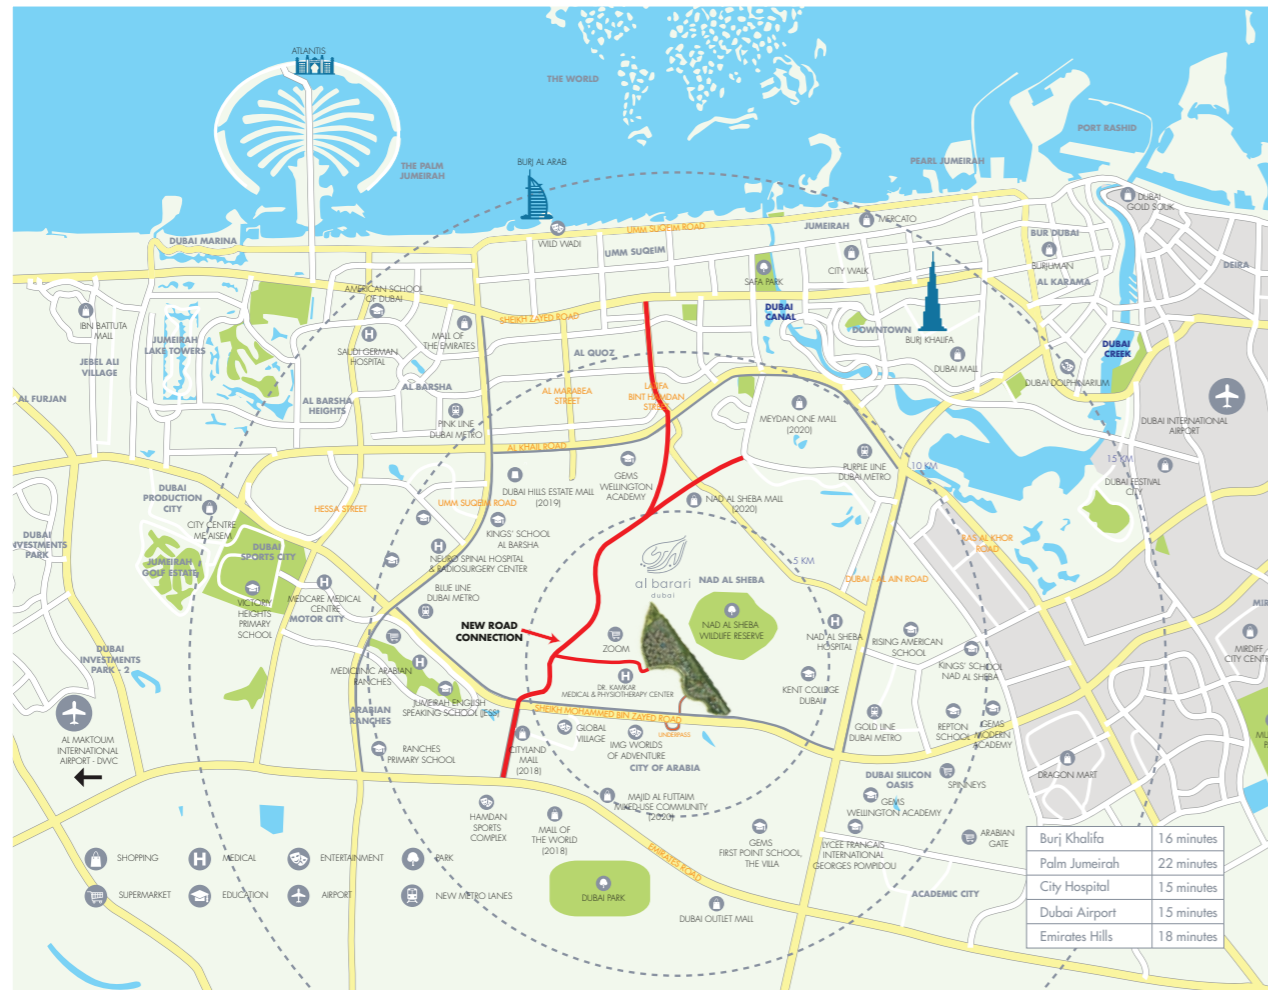 ATLANTIS
THE WORLD
PORT RASHID
PEARL JUMEIRAH
THE PALM
JUMEIRAH
BURJ AL ARAB
DUBAI
GOLD SOUK
WILD WADI
UMM SUQEIM ROAD
UMM SUQEIM
JUMEIRAH
MERCATO
CITY WALK
BUR DUBAI
BURJUMAN
AL KARAMA
DEIRA
DUBAI MARINA
AMERICAN SCHOOL
OF DUBAI
SAFA PARK
DUBAI
CANAL
DOWNTOWN
BURJ KHALIFA
DUBAI MALL
DUBAI
CREEK
DUBAI DOLPHINARIUM
IBN BATTUTA
MALL
JUMEIRAH
LAKE TOWERS
JEBEL ALI
VILLAGE
SAUDI GERMAN
HOSPITAL
MALL OF
THE EMIRATES
SHEIKH ZAYED ROAD
AL QUOZ
AL BARSHA
AL BARSHA
HEIGHTS
AL FURJAN
AL MARABEA
STREET
LATIFA
BINT HAMDAN
STREET
PINK LINE
DUBAI METRO
AL KHAIL ROAD
MEYDAN ONE MALL
(2020)
DUBAI INTERNATIONAL
AIRPORT
PURPLE LINE
DUBAI METRO
10 KM
15 KM
DUBAI FESTIVAL
CITY
DUBAI
PRODUCTION
CITY
CITY CENTRE
ME'AISEM
HESSA STREET
UMM SUQEIM ROAD
DUBAI HILLS ESTATE MALL
(2019)
GEMS
WELLINGTON
ACADEMY
NAD AL SHEBA MALL
(2020)
KINGS' SCHOOL
AL BARSHA
NEURO SPINAL HOSPITAL
& RADIOSURGERY CENTER
RAS AL KHOR
ROAD
DUBAI
INVESTMENTS
PARK
JUMEIRAH
GOLF ESTATE
DUBAI
SPORTS CITY
VICTORIY
HEIGHTS
PRIMARY
SCHOOL
MEDCARE MEDICAL
CENTRE
MOTOR CITY
BLUE LINE
DUBAI METRO
al barari
dubai
NAD AL SHEBA
5 KM
DUBAI - AL AIN ROAD
NEW ROAD
CONNECTION
ZOOM
NAD AL SHEBA
WILDLIFE RESERVE
NAD AL SHEBA
HOSPITAL
RISING AMERICAN
SCHOOL
KINGS' SCHOOL
NAD AL SHEBA
MIRDIFF
CITY CENTRE
DUBAI
INVESTMENTS
PARK - 2
MEDICLINIC ARABIAN
RANCHES
DR. KAMKAR
MEDICAL & PHYSIOTHERAPY CENTER
KENT COLLEGE
DUBAI
ARABIAN
RANCHES
JUMEIRAH ENGLISH
SPEAKING SCHOOL (JESS)
SHEIKH MOHAMMED BIN ZAYED ROAD
UNDERPASS
GLOBAL
VILLAGE
IMG WORLDS
OF ADVENTURE
CITY OF ARABIA
GOLD LINE
DUBAI METRO
REPTON
SCHOOL
GEMS
MODERN
ACADEMY
AL MAKTOUM
INTERNATIONAL
AIRPORT - DWC
RANCHES
PRIMARY SCHOOL
CITYLAND
MALL
(2018)
DUBAI SILICON
OASIS
SPINNEYS
DRAGON MART
HAMDAN
SPORTS
COMPLEX
MALL OF
THE WORLD
(2018)
MAJID AL FUTTAIM
MIXED-USE COMMUNITY
(2020)
GEMS
WELLINGTON ACADEMY
GEMS
FIRST POINT SCHOOL,
THE VILLA
LYCEE FRANCAIS
INTERNATIONAL
GEORGES POMPIDOU
ARABIAN
GATE
EMIRATES ROAD
DUBAI PARK
DUBAI OUTLET MALL
ACADEMIC CITY
SHOPPING
MEDICAL
ENTERTAINMENT
PARK
SUPERMARKET
EDUCATION
AIRPORT
NEW METRO LANES
Burj Khalifa 16 minutes
Palm Jumeirah 22 minutes
City Hospital 15 minutes
Dubai Airport 15 minutes
Emirates Hills 18 minutes